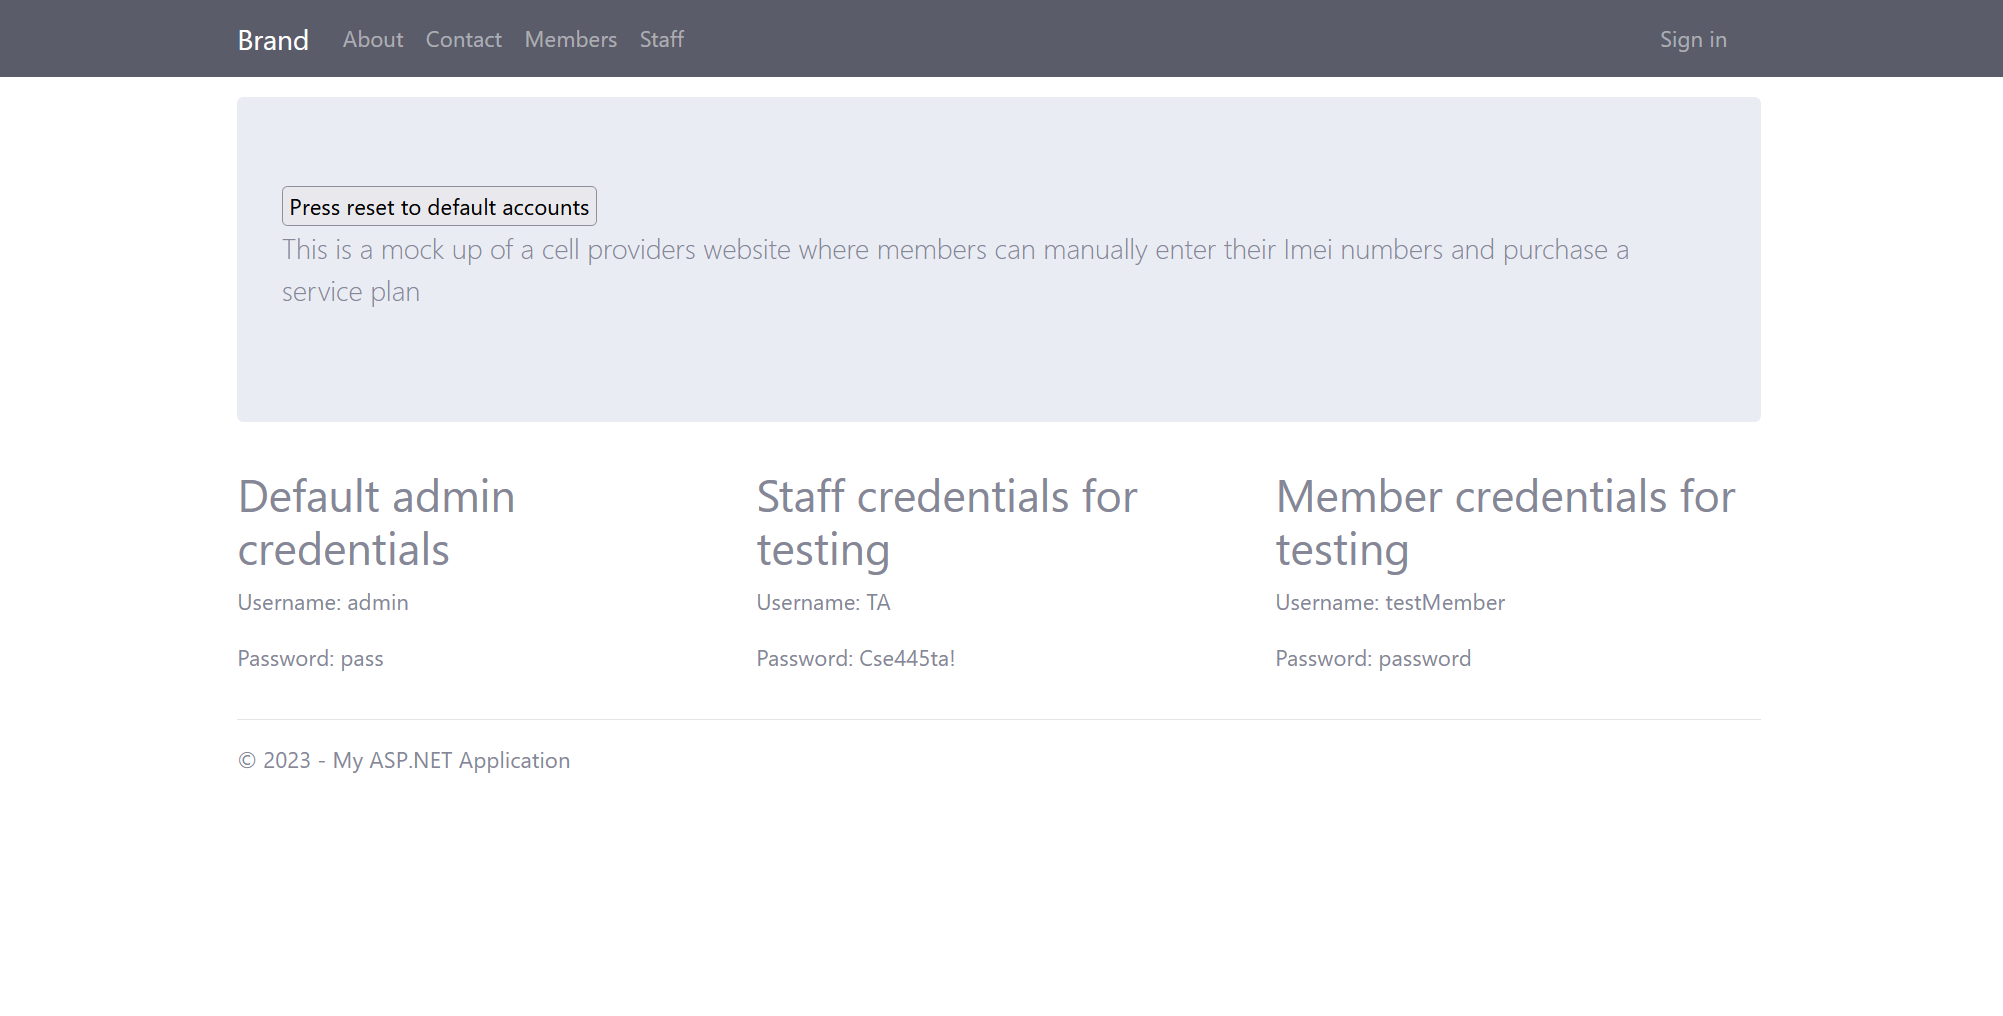 Brand About Contact Members Staff Sign in
Press reset to default accounts
This is a mock up of a cell providers website where members can manually enter their Imei numbers and purchase a
service plan
Default admin
credentials
Username: admin
Password: pass
Staff credentials for
testing
Username: TA
Password: Cse445ta!
Member credentials for
testing
Username: testMember
Password: password
© 2023 - My ASP.NET Application